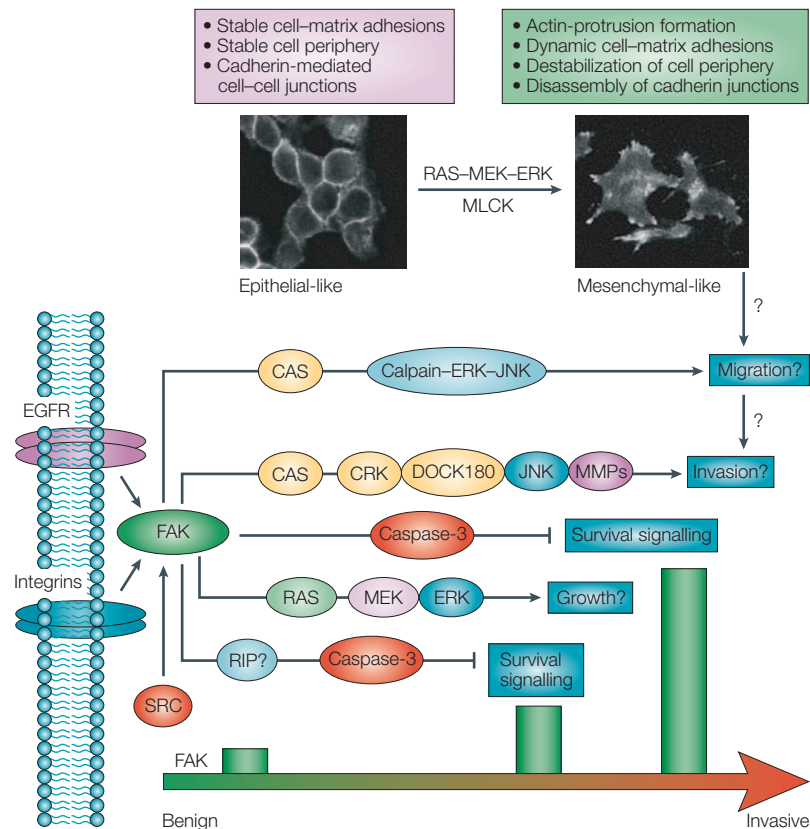 • Stable cell–matrix adhesions
• Stable cell periphery
• Cadherin-mediated
cell–cell junctions
• Actin-protrusion formation
• Dynamic cell–matrix adhesions
• Destabilization of cell periphery
• Disassembly of cadherin junctions
RAS–MEK–ERK
MLCK
Epithelial-like
Mesenchymal-like
?
CAS
Calpain–ERK–JNK
Migration?
EGFR
?
CAS
CRK
DOCK180
JNK
MMPs
Invasion?
FAK
Caspase-3
Survival signalling
Integrins
RAS
MEK
ERK
Growth?
RIP?
Caspase-3
Survival
signalling
SRC
FAK
Benign
Invasive